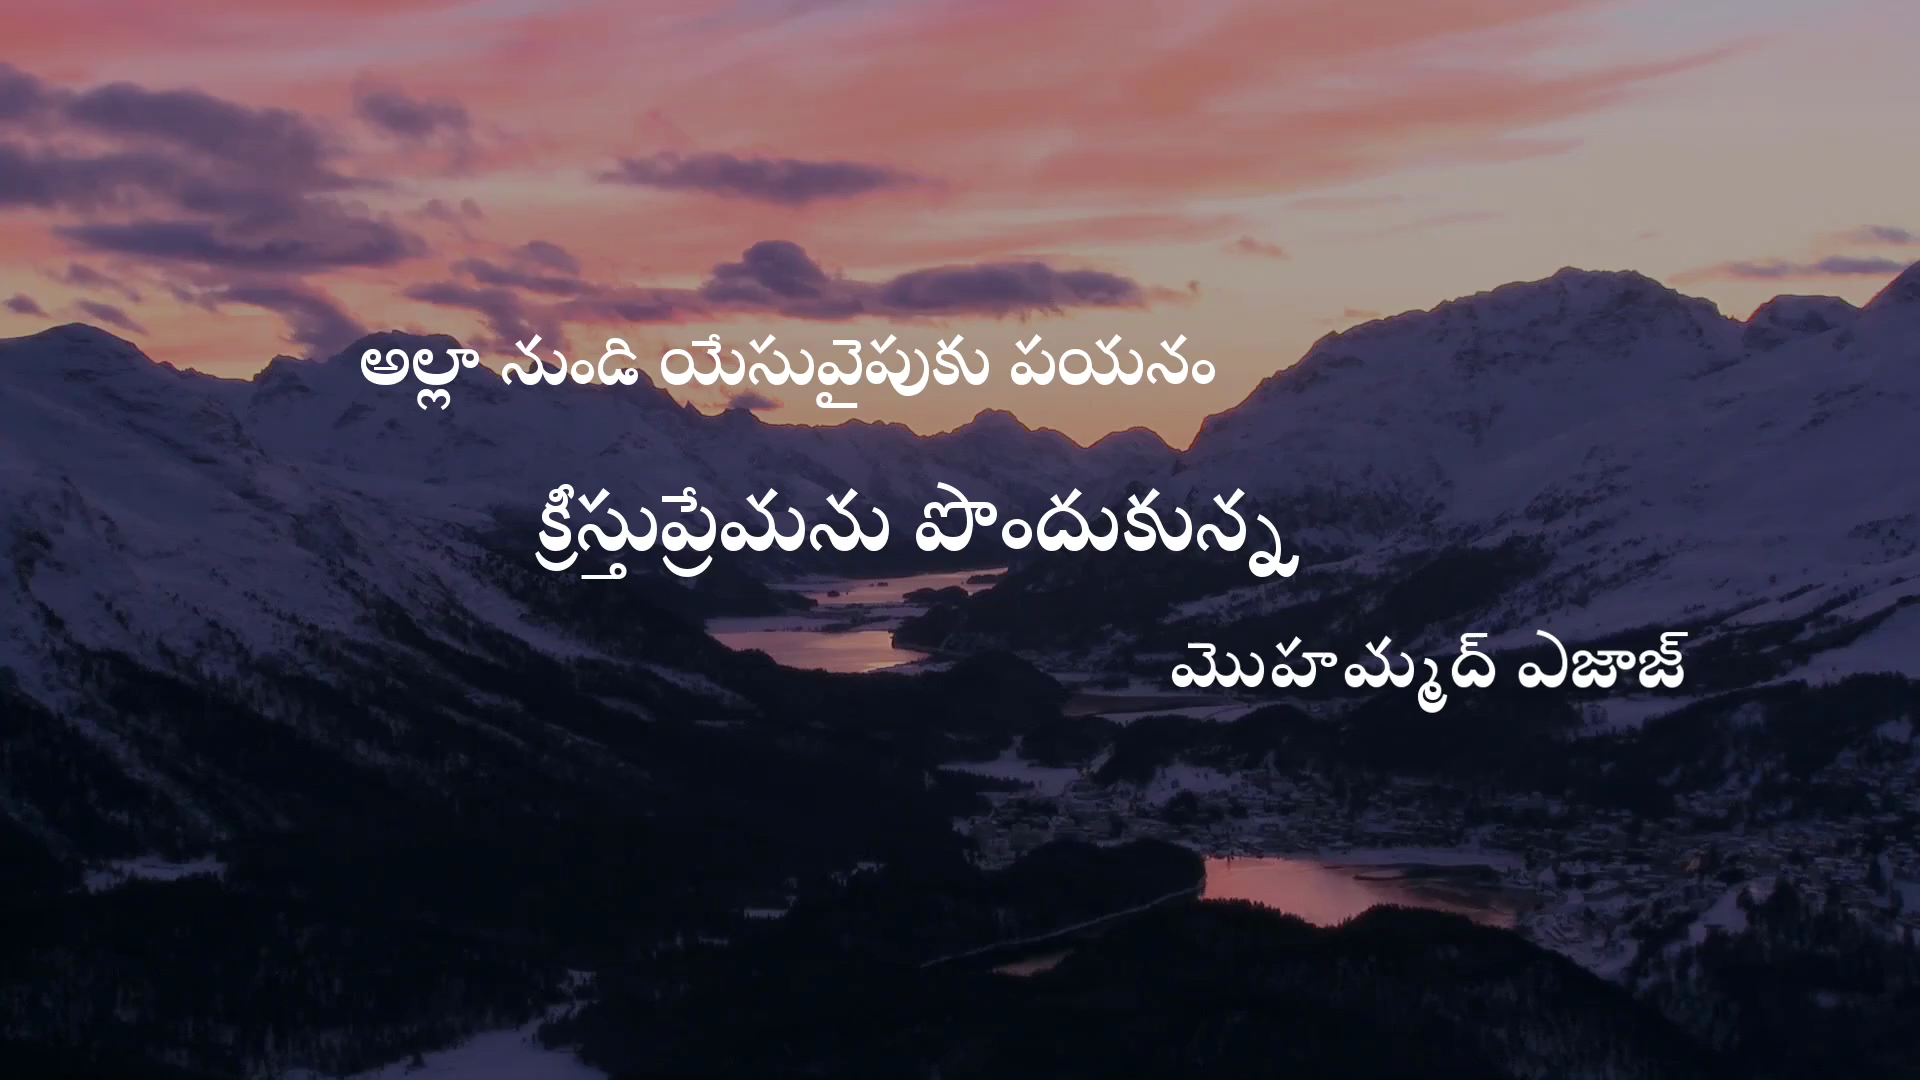 అల్లా నుండి యేసువైపుకు పయనం
క్రీస్తుప్రేమను పొందుకున్న
మొహమ్మద్ ఎజాజ్